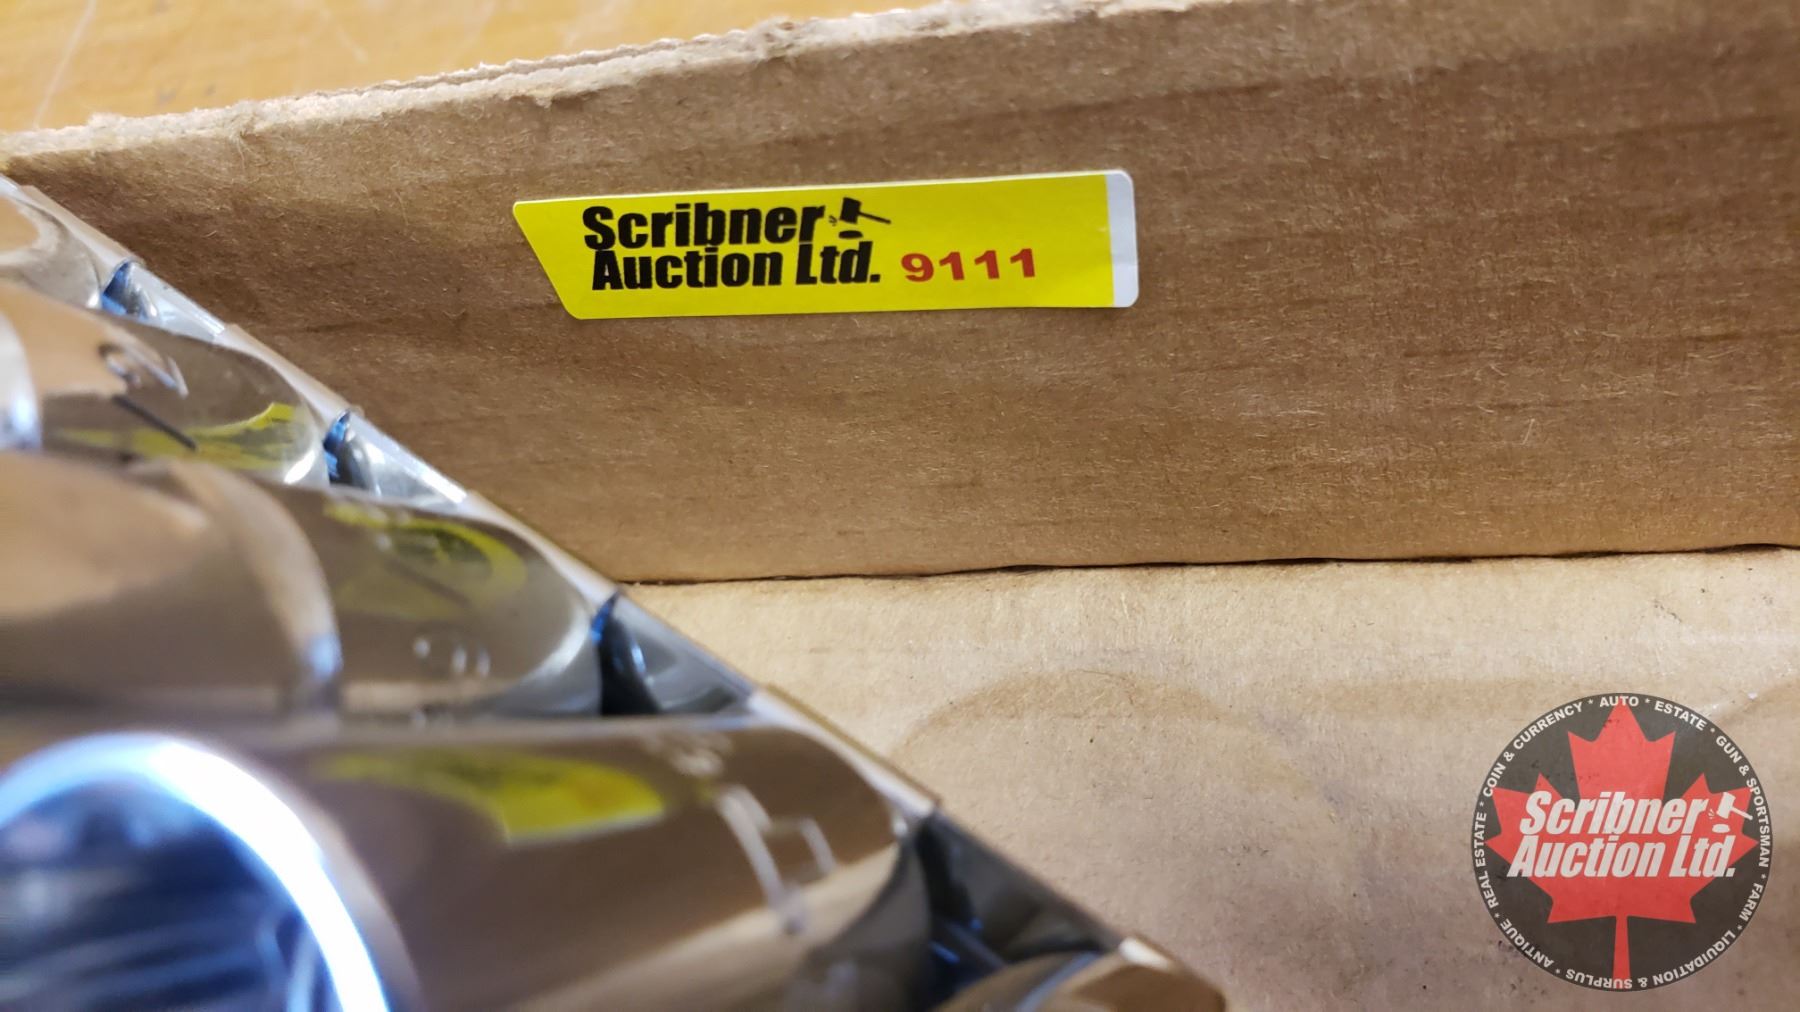 Scribner
Auction Ltd. 9111
COIN & CURRENCY * AUTO * ESTATE * GUN & SPORTSMAN * FARM * LIQUIDATION & SURPLUS * ANTIQUE * REAL ESTATE *
Scribner
Auction Ltd.